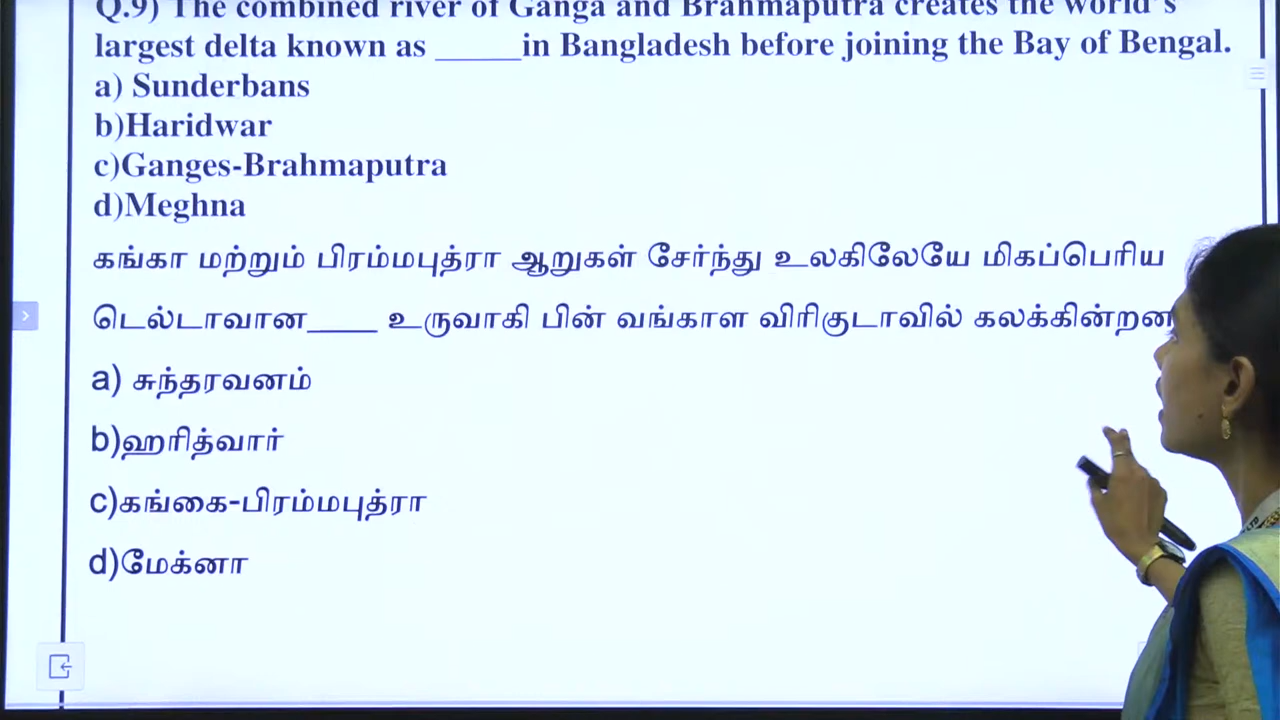 Q.9) The combined river of Ganga and Brahmaputra creates the world's
largest delta known as _____in Bangladesh before joining the Bay of Bengal.
a) Sunderbans
b)Haridwar
c)Ganges-Brahmaputra
d)Meghna
கங்கா மற்றும் பிரம்மபுத்ரா ஆறுகள் சேர்ந்து உலகிலேயே மிகப்பெரிய
டெல்டாவான____ உருவாகி பின் வங்காள விரிகுடாவில் கலக்கின்றன
a) சுந்தரவனம்
b)ஹரித்வார்
c)கங்கை-பிரம்மபுத்ரா
d)மேக்னா